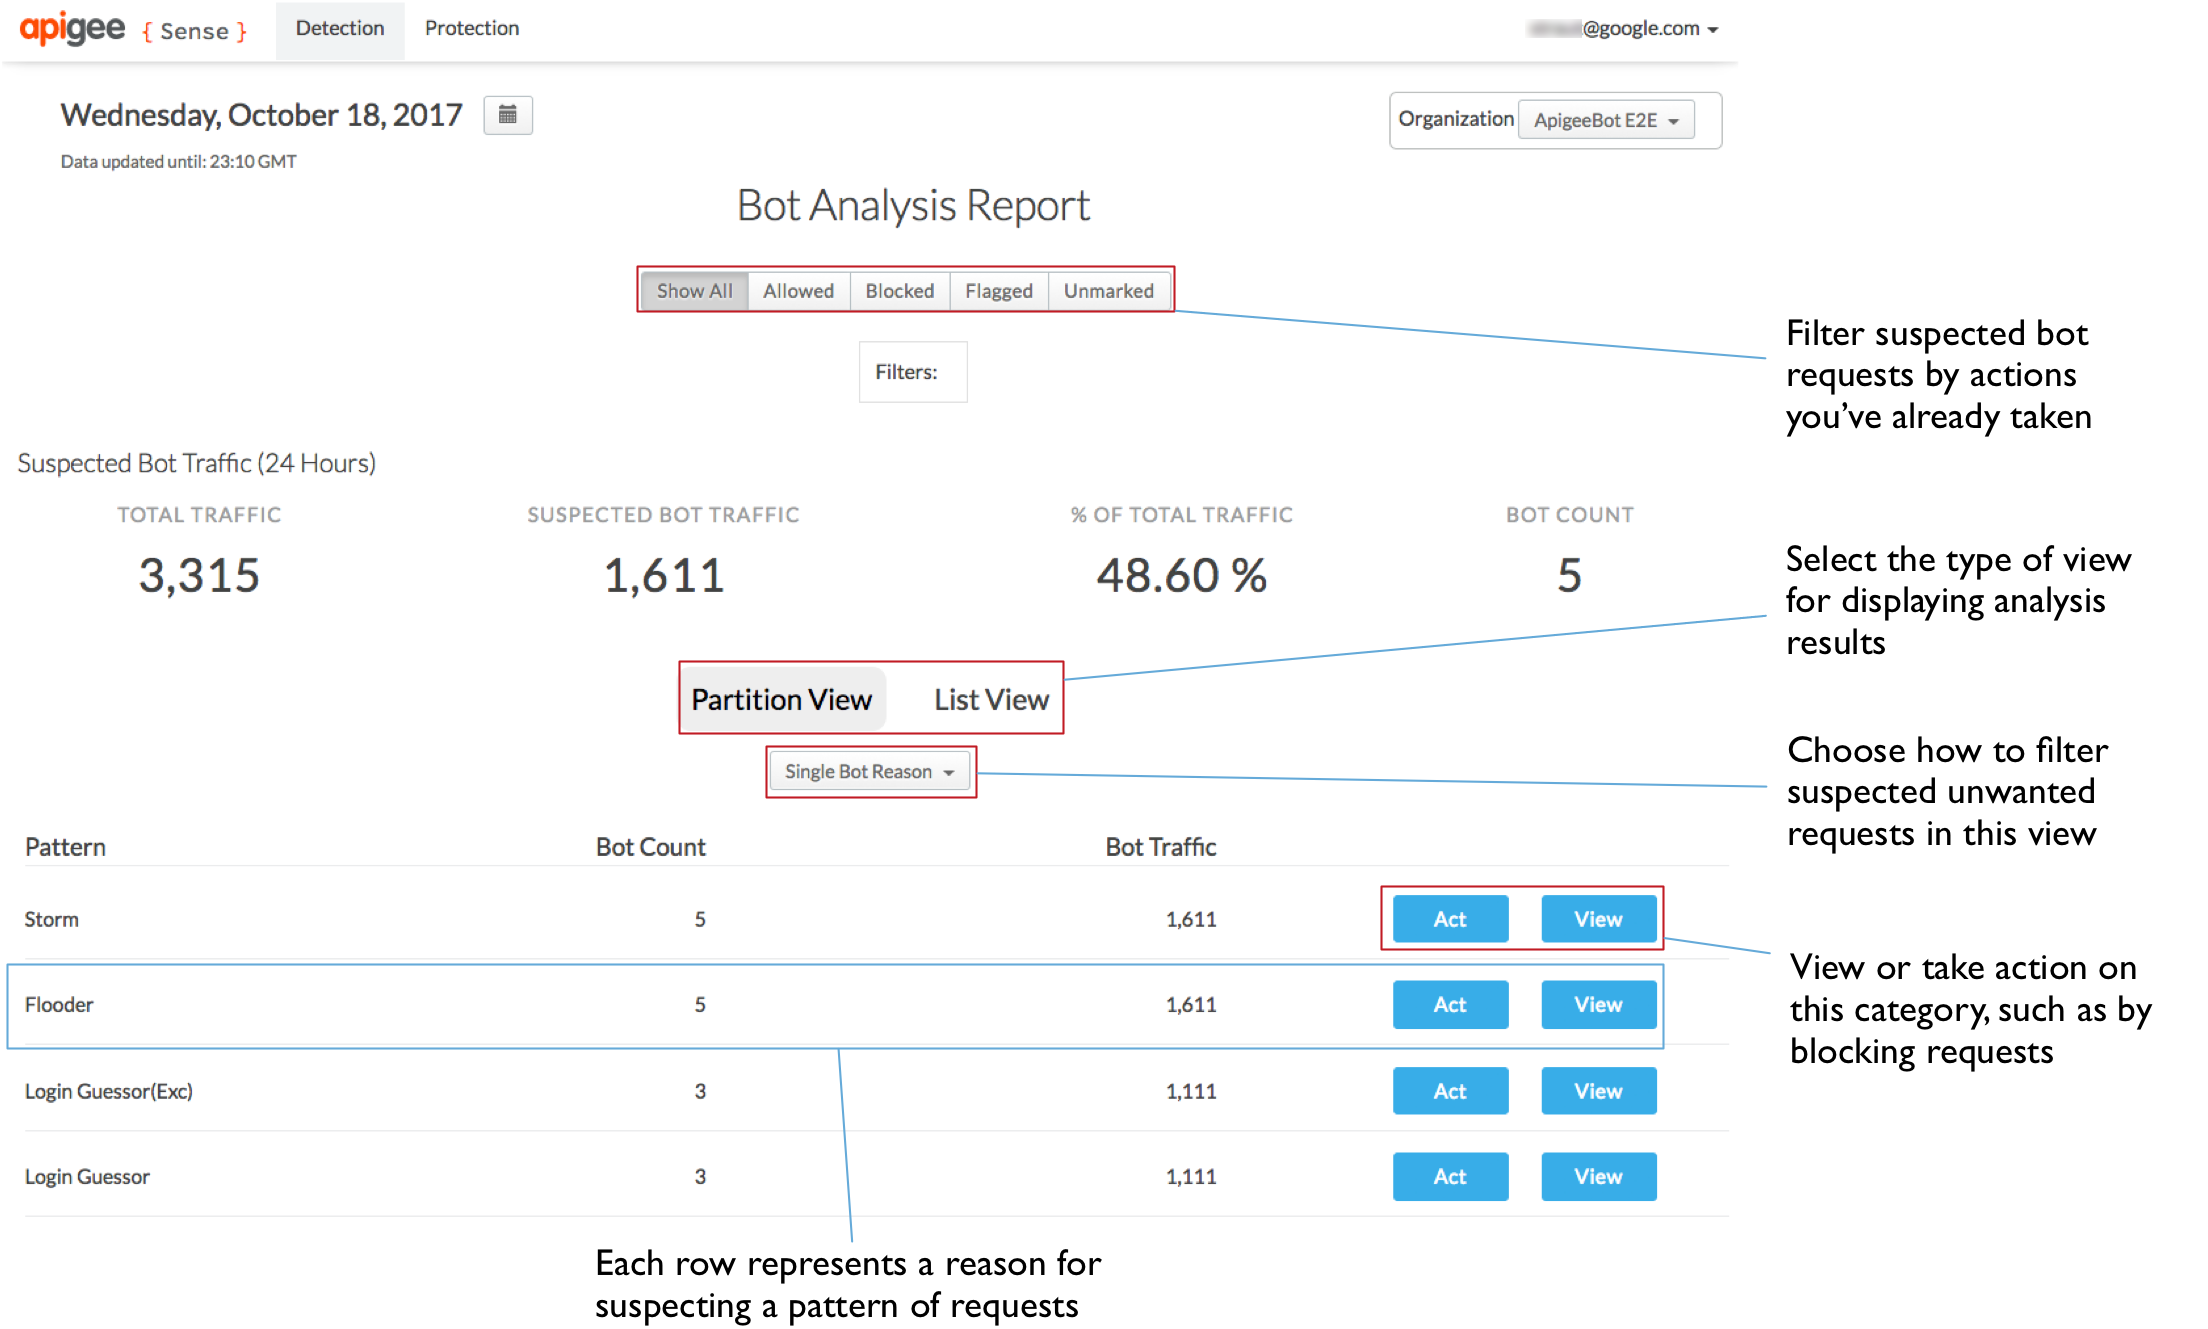 apigee { Sense } Detection Protection @google.com
Wednesday, October 18, 2017
Organization ApigeeBot E2E
Data updated until: 23:10 GMT
Bot Analysis Report
Show All Allowed Blocked Flagged Unmarked
Filters:
Filter suspected bot
requests by actions
you’ve already taken
Suspected Bot Traffic (24 Hours)
TOTAL TRAFFIC SUSPECTED BOT TRAFFIC % OF TOTAL TRAFFIC BOT COUNT
3,315 1,611 48.60 % 5
Select the type of view
for displaying analysis
results
Partition View List View
Single Bot Reason
Choose how to filter
suspected unwanted
requests in this view
Pattern Bot Count Bot Traffic
Storm 5 1,611 Act View
View or take action on
this category, such as by
blocking requests
Flooder 5 1,611 Act View
Login Guessor(Exc) 3 1,111 Act View
Login Guessor 3 1,111 Act View
Each row represents a reason for
suspecting a pattern of requests